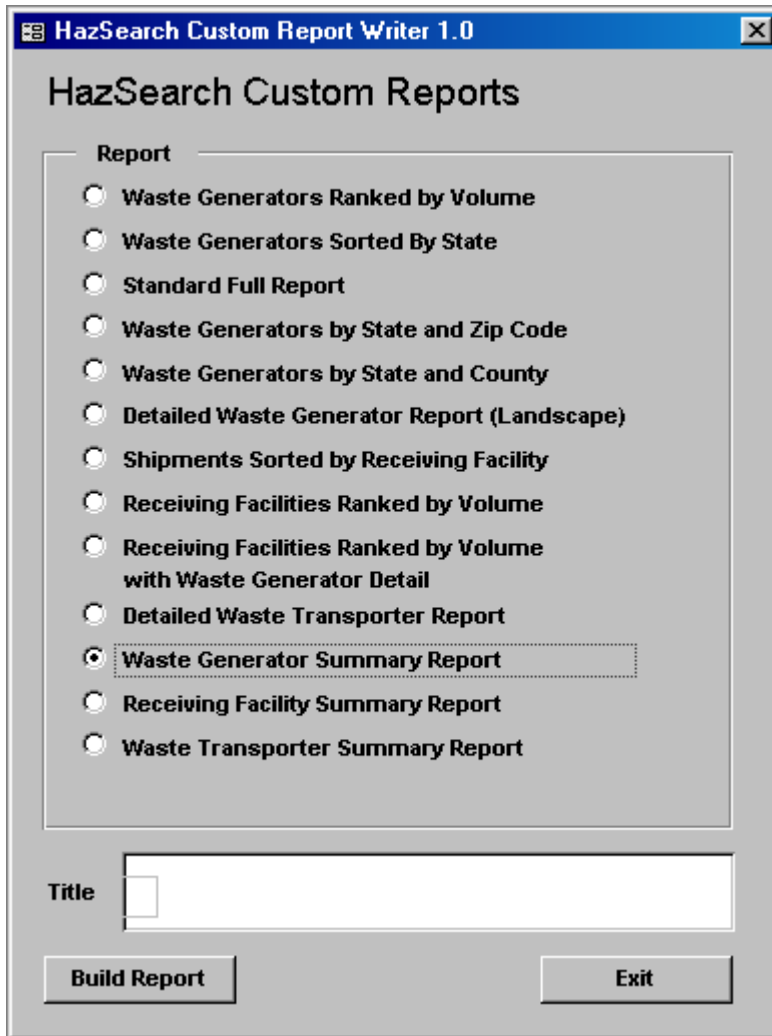 HazSearch Custom Report Writer 1.0
HazSearch Custom Reports
Report
Waste Generators Ranked by Volume
Waste Generators Sorted By State
Standard Full Report
Waste Generators by State and Zip Code
Waste Generators by State and County
Detailed Waste Generator Report (Landscape)
Shipments Sorted by Receiving Facility
Receiving Facilities Ranked by Volume
Receiving Facilities Ranked by Volume
with Waste Generator Detail
Detailed Waste Transporter Report
Waste Generator Summary Report
Receiving Facility Summary Report
Waste Transporter Summary Report
Title
Build Report Exit